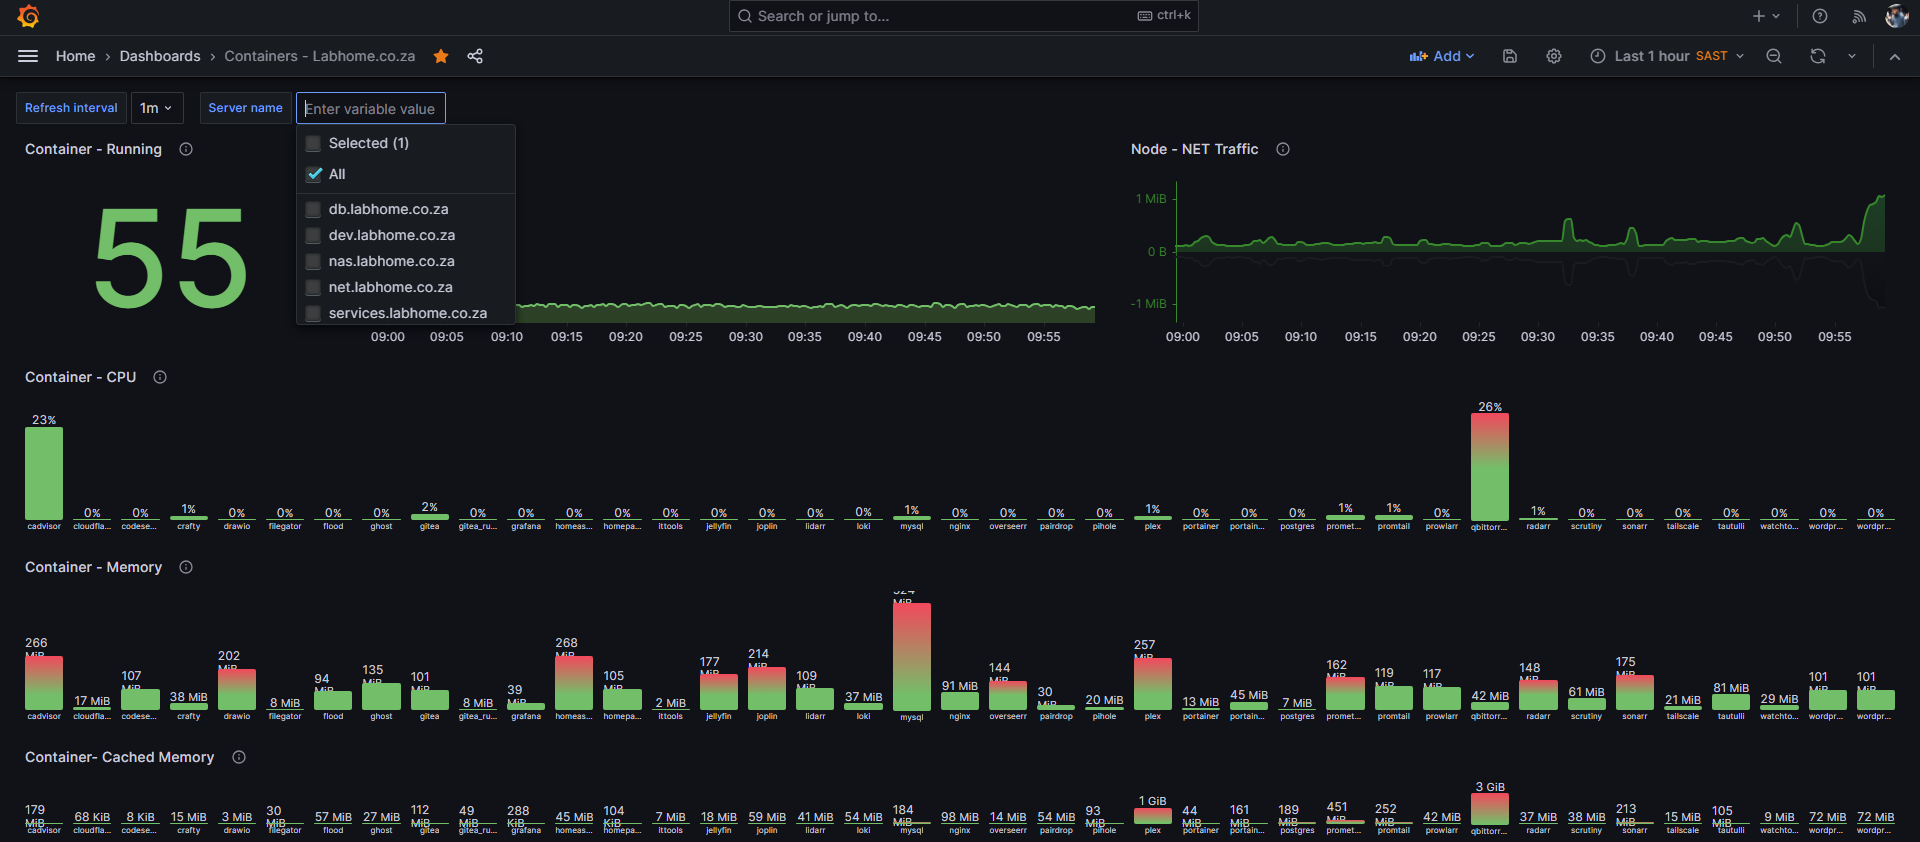 Search or jump to... ctrl+k
Home › Dashboards › Containers - Labhome.co.za Add Last 1 hour SAST
Refresh interval 1m Server name Enter variable value
Selected (1)
All
db.labhome.co.za
dev.labhome.co.za
nas.labhome.co.za
net.labhome.co.za
services.labhome.co.za
Container - Running
55
09:00 09:05 09:10 09:15 09:20 09:25 09:30 09:35 09:40 09:45 09:50 09:55
Node - NET Traffic
1 MiB
0 B
-1 MiB
09:00 09:05 09:10 09:15 09:20 09:25 09:30 09:35 09:40 09:45 09:50 09:55
Container - CPU
23% 0% 0% 1% 0% 0% 0% 0% 2% 0% 0% 0% 0% 0% 0% 0% 0% 0% 1% 0% 0% 0% 0% 1% 0% 0% 0% 1% 1% 0% 26% 1% 0% 0% 0% 0% 0% 0% 0%
cadvisor cloudfla... codese... crafty drawio filegator flood ghost gitea gitea_ru... grafana homeas... homepa... ittools jellyfin joplin lidarr loki mysql nginx overseerr pairdrop pihole plex portainer portain... postgres promet... promtail prowlarr qbittorr... radarr scrutiny sonarr tailscale tautulli watchto... wordpr... wordpr...
Container - Memory
266 MiB 17 MiB 107 MiB 38 MiB 202 MiB 8 MiB 94 MiB 135 MiB 101 MiB 8 MiB 39 MiB 268 MiB 105 MiB 2 MiB 177 MiB 214 MiB 109 MiB 37 MiB MiB 91 MiB 144 MiB 30 MiB 20 MiB 257 MiB 13 MiB 45 MiB 7 MiB 162 MiB 119 MiB 117 MiB 42 MiB 148 MiB 61 MiB 175 MiB 21 MiB 81 MiB 29 MiB 101 MiB 101 MiB
cadvisor cloudfla... codese... crafty drawio filegator flood ghost gitea gitea_ru... grafana homeas... homepa... ittools jellyfin joplin lidarr loki mysql nginx overseerr pairdrop pihole plex portainer portain... postgres promet... promtail prowlarr qbittorr... radarr scrutiny sonarr tailscale tautulli watchto... wordpr... wordpr...
Container- Cached Memory
179 MiB 68 KiB 8 KiB 15 MiB 3 MiB 30 MiB 57 MiB 27 MiB 112 MiB 49 MiB 288 KiB 45 MiB 104 KiB 7 MiB 18 MiB 59 MiB 41 MiB 54 MiB 184 MiB 98 MiB 14 MiB 54 MiB 93 MiB 1 GiB 44 MiB 161 MiB 189 MiB 451 MiB 252 MiB 42 MiB 3 GiB 37 MiB 38 MiB 213 MiB 15 MiB 105 MiB 9 MiB 72 MiB 72 MiB
cadvisor cloudfla... codese... crafty drawio filegator flood ghost gitea gitea_ru... grafana homeas... homepa... ittools jellyfin joplin lidarr loki mysql nginx overseerr pairdrop pihole plex portainer portain... postgres promet... promtail prowlarr qbittorr... radarr scrutiny sonarr tailscale tautulli watchto... wordpr... wordpr...